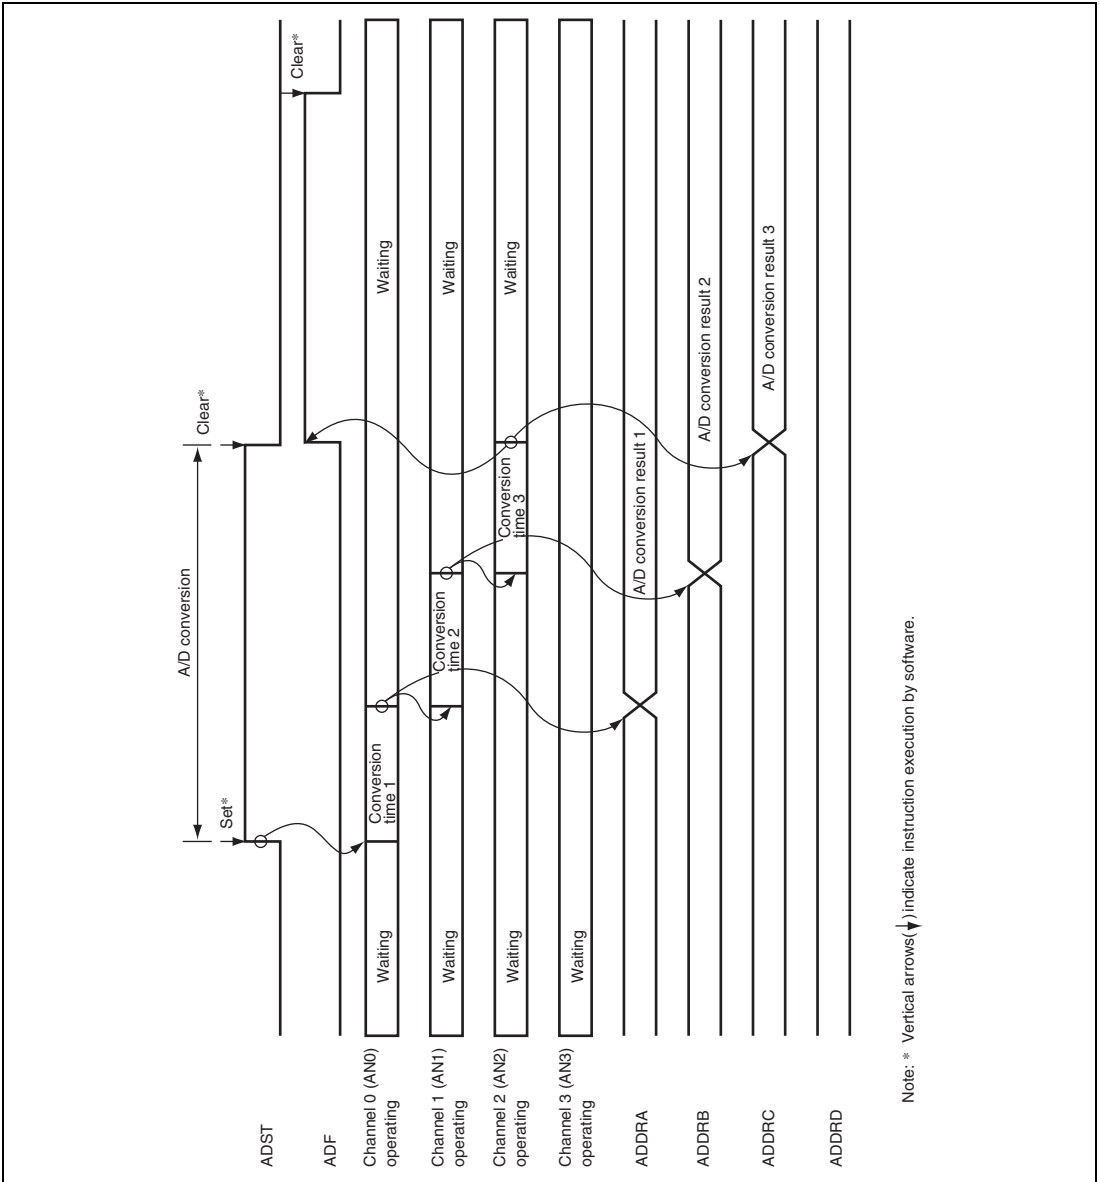 A/D conversion
Set*
Clear*
Clear*
ADST
ADF
Channel 0 (AN0)
operating
Waiting
Conversion
time 1
Waiting
Channel 1 (AN1)
operating
Waiting
Conversion
time 2
Waiting
Channel 2 (AN2)
operating
Waiting
Conversion
time 3
Waiting
Channel 3 (AN3)
operating
Waiting
ADDRA
A/D conversion result 1
ADDRB
A/D conversion result 2
ADDRC
A/D conversion result 3
ADDRD
Note: * Vertical arrows(↓) indicate instruction execution by software.